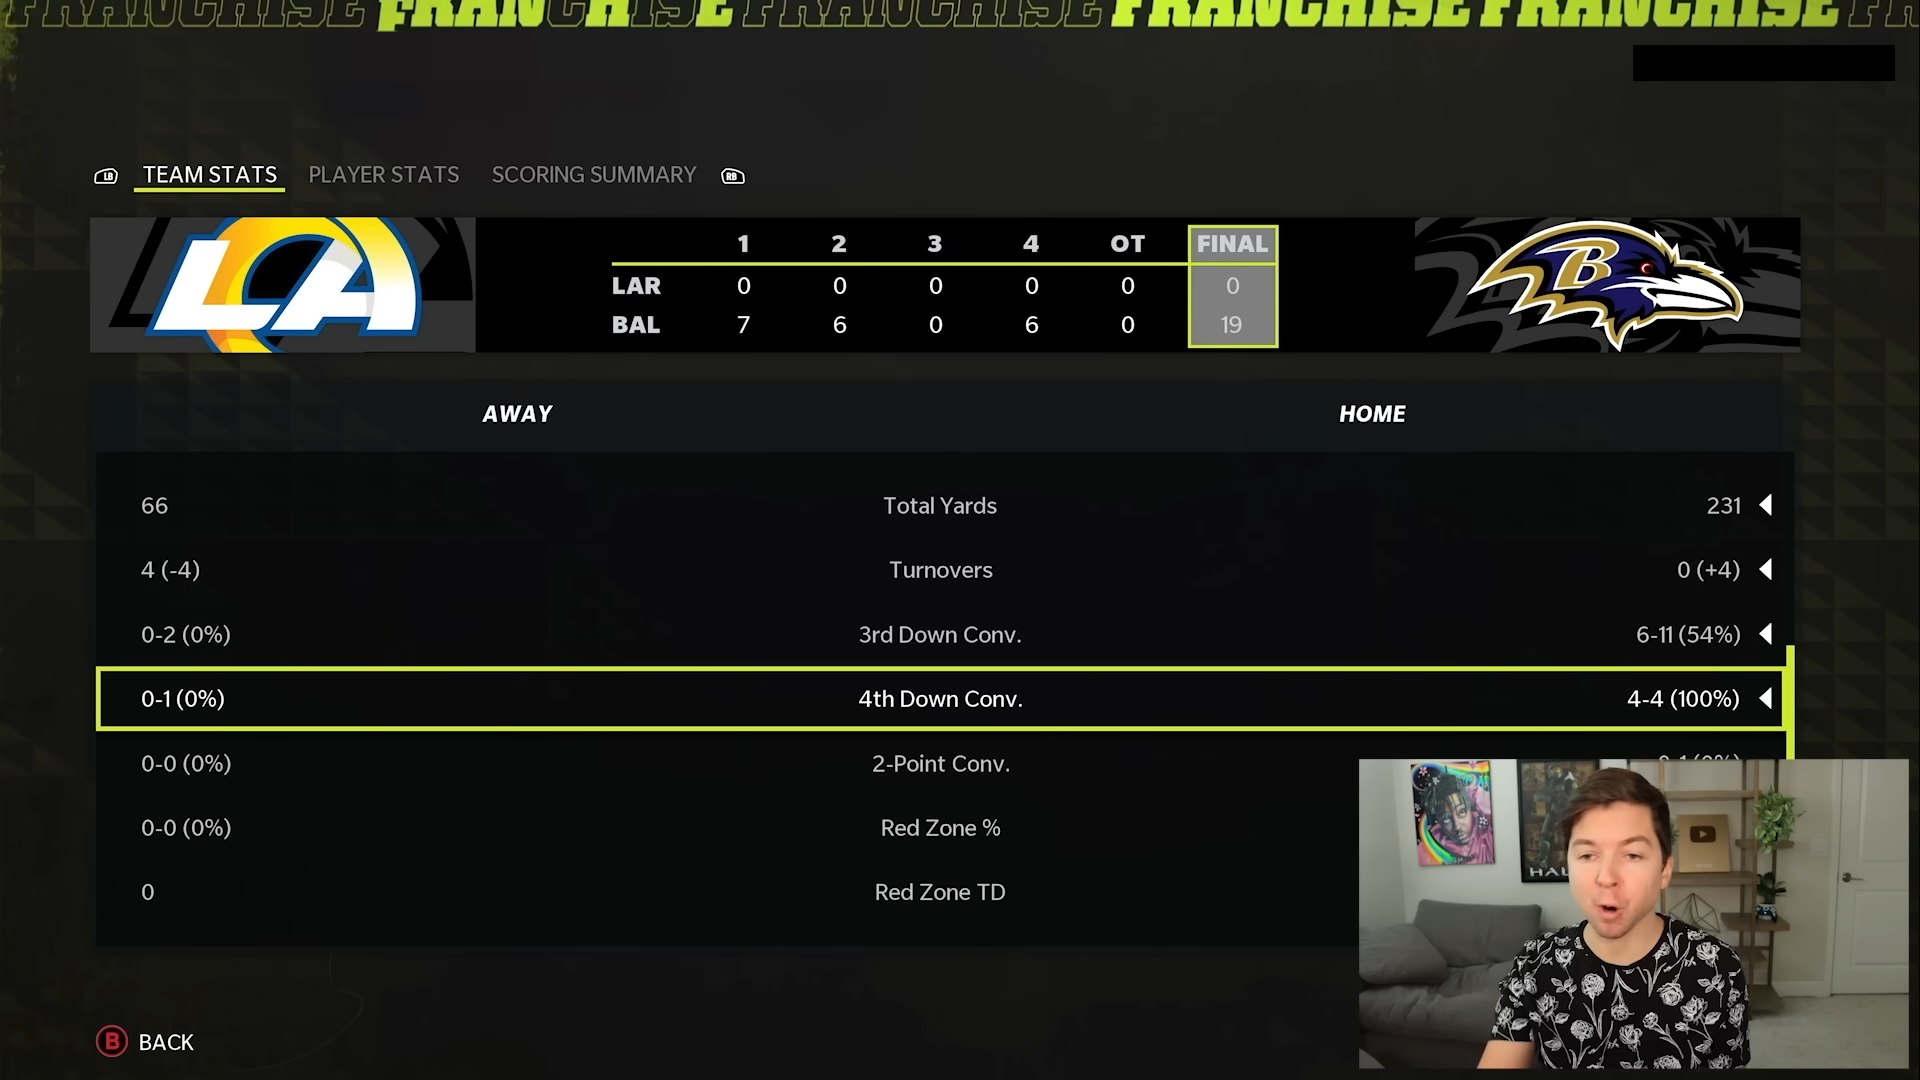 FRANCHISE FRANCHISE FRANCHISE FRANCHISE FRANCHISE
LB TEAM STATS PLAYER STATS SCORING SUMMARY RB
1 2 3 4 OT FINAL
LA
LAR 0 0 0 0 0 0
BAL 7 6 0 6 0 19
B
AWAY HOME
66 Total Yards 231
4 (-4) Turnovers 0 (+4)
0-2 (0%) 3rd Down Conv. 6-11 (54%)
0-1 (0%) 4th Down Conv. 4-4 (100%)
0-0 (0%) 2-Point Conv.
0-0 (0%) Red Zone %
0 Red Zone TD
B BACK